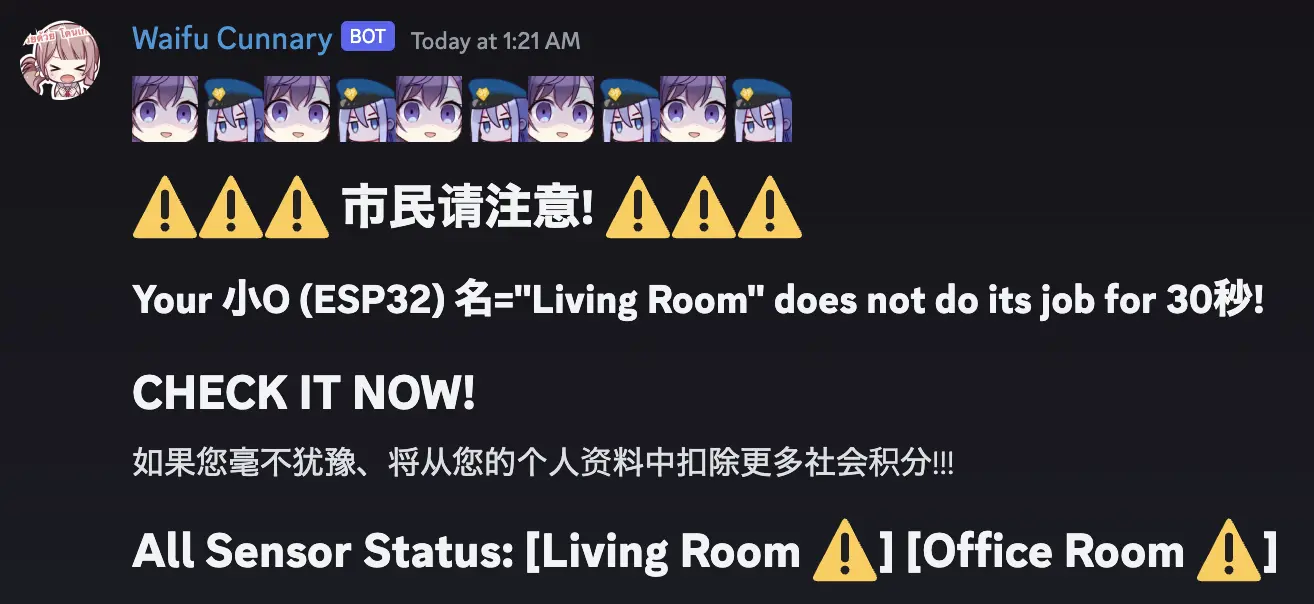 Waifu Cunnary BOT Today at 1:21 AM
⚠️⚠️⚠️ 市民请注意! ⚠️⚠️⚠️
Your 小O (ESP32) 名="Living Room" does not do its job for 30秒!
CHECK IT NOW!
如果您毫不犹豫、将从您的个人资料中扣除更多社会积分!!!
All Sensor Status: [Living Room ⚠️] [Office Room ⚠️]